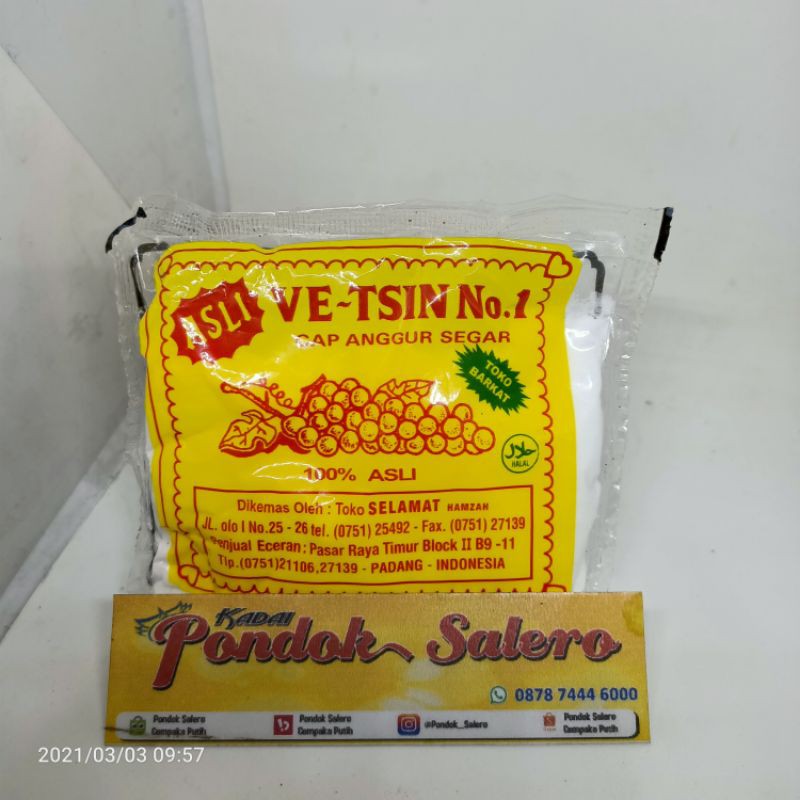 ASLI
VE~TSIN No.1
CAP ANGGUR SEGAR
TOKO
BARKAT
حلال
HALAL
100% ASLI
Dikemas Oleh : Toko SELAMAT HAMZAH
JL. olo I No.25 - 26 tel. (0751) 25492 - Fax. (0751) 27139
Penjual Eceran : Pasar Raya Timur Block II B9 -11
Tlp.(0751)21106,27139 - PADANG - INDONESIA
KADAI
Pondok Salero
0878 7444 6000
Pondok Salero
Cempaka Putih
Pondok Salero
Cempaka Putih
@Pondok_Salero
Pondok Salero
Cempaka Putih
2021/03/03 09:57